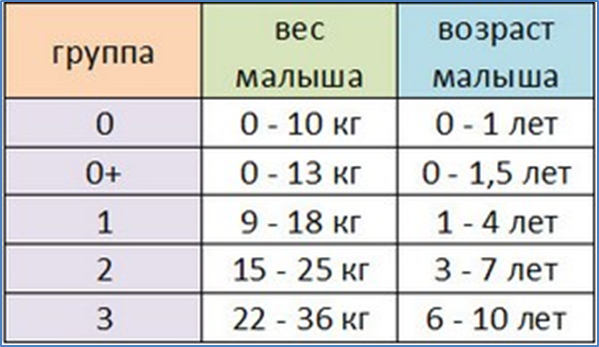 группа вес малыша возраст малыша
0 0 - 10 кг 0 - 1 лет
0+ 0 - 13 кг 0 - 1,5 лет
1 9 - 18 кг 1 - 4 лет
2 15 - 25 кг 3 - 7 лет
3 22 - 36 кг 6 - 10 лет